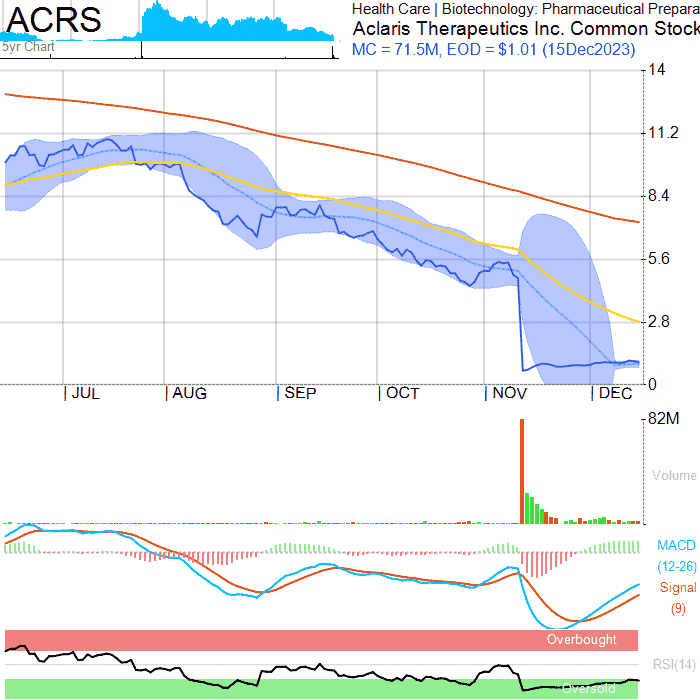 ACRS
5yr Chart
Health Care | Biotechnology: Pharmaceutical Prepara
Aclaris Therapeutics Inc. Common Stock
MC = 71.5M, EOD = $1.01 (15Dec2023)
14
11.2
8.4
5.6
2.8
0
JUL
AUG
SEP
OCT
NOV
DEC
82M
Volume
MACD
(12-26)
Signal
(9)
Overbought
RSI(14)
Oversold